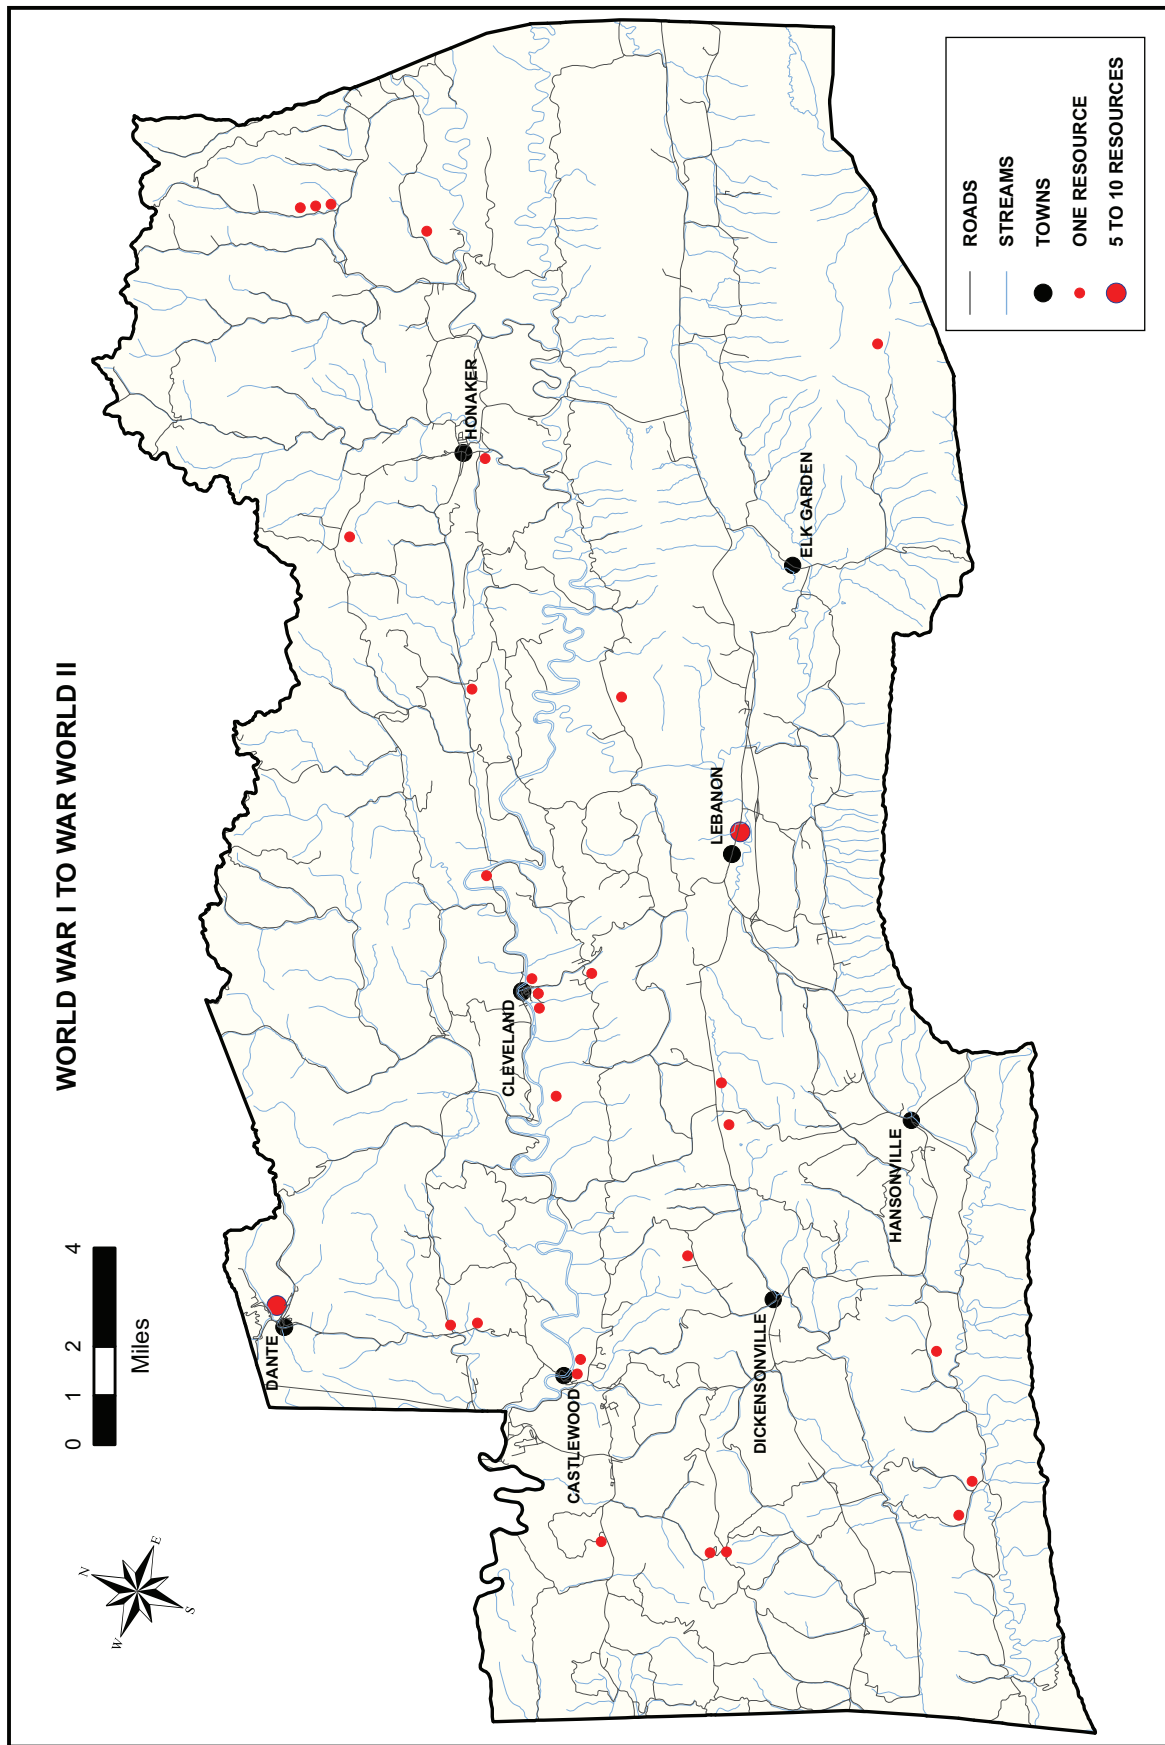 WORLD WAR I TO WAR WORLD II
0 1 2 4
Miles
N
E
S
W
DANTE
HONAKER
CLEVELAND
CASTLEWOOD
LEBANON
ELK GARDEN
DICKENSONVILLE
HANSONVILLE
ROADS
STREAMS
TOWNS
ONE RESOURCE
5 TO 10 RESOURCES